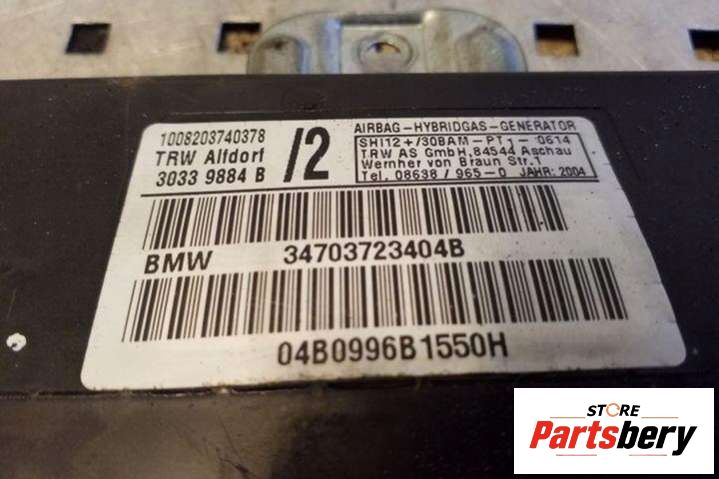 1008203740378
TRW Alfdorf
3033 9884 B
/2
AIRBAG-HYBRIDGAS-GENERATOR
SHI12+/30BAM-PT1-0614
TRW AS GmbH,84544 Aschau
Wernher von Braun Str.1
Tel. 08638 / 965-0 JAHR: 2004
BMW 34703723404B
04B0996B1550H
STORE
Partsbery